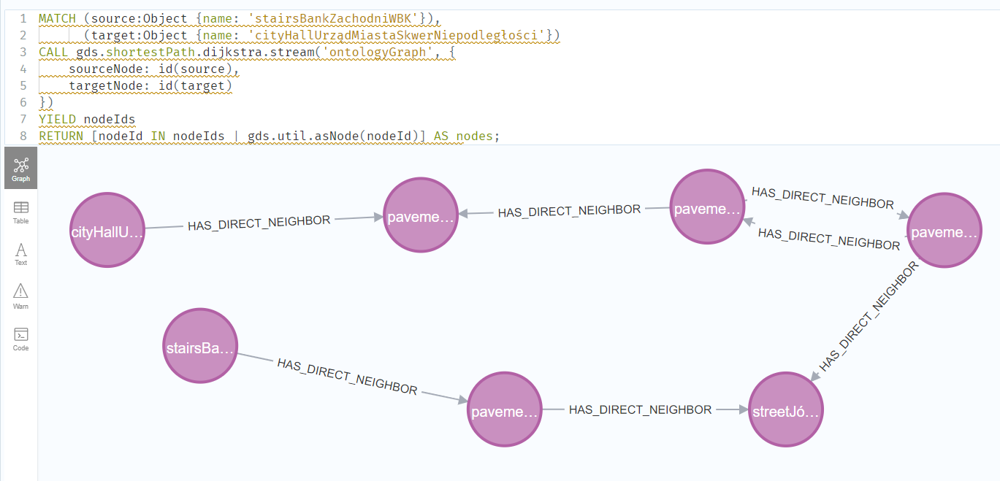 1 MATCH (source:Object {name: 'stairsBankZachodniWBK'}),
2 (target:Object {name: 'cityHallUrządMiastaSkwerNiepodległości'})
3 CALL gds.shortestPath.dijkstra.stream('ontologyGraph', {
4 sourceNode: id(source),
5 targetNode: id(target)
6 })
7 YIELD nodeIds
8 RETURN [nodeId IN nodeIds | gds.util.asNode(nodeId)] AS nodes;
Graph
Table
Text
Warn
Code
cityHallU…
HAS_DIRECT_NEIGHBOR
paveme…
HAS_DIRECT_NEIGHBOR
paveme…
HAS_DIRECT_NEIGHBOR
HAS_DIRECT_NEIGHBOR
paveme…
HAS_DIRECT_NEIGHBOR
stairsBa…
HAS_DIRECT_NEIGHBOR
paveme…
HAS_DIRECT_NEIGHBOR
streetJó…